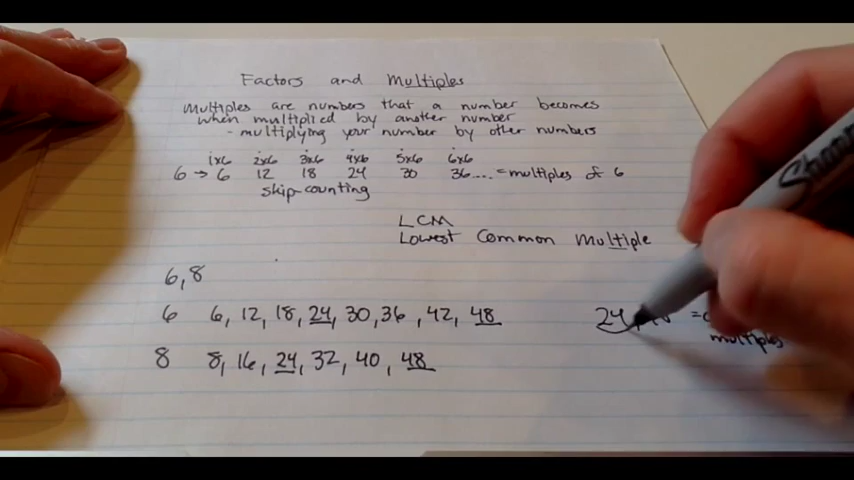 Factors and Multiples
Multiples are numbers that a number becomes
when multiplied by another number
- multiplying your number by other numbers
1x6 2x6 3x6 4x6 5x6 6x6
6 → 6 12 18 24 30 36.... = multiples of 6
skip-counting
LCM
Lowest Common Multiple
6,8
6 6, 12, 18, 24, 30, 36, 42, 48
24, =
multiples
8 8, 16, 24, 32, 40, 48
Sharpie